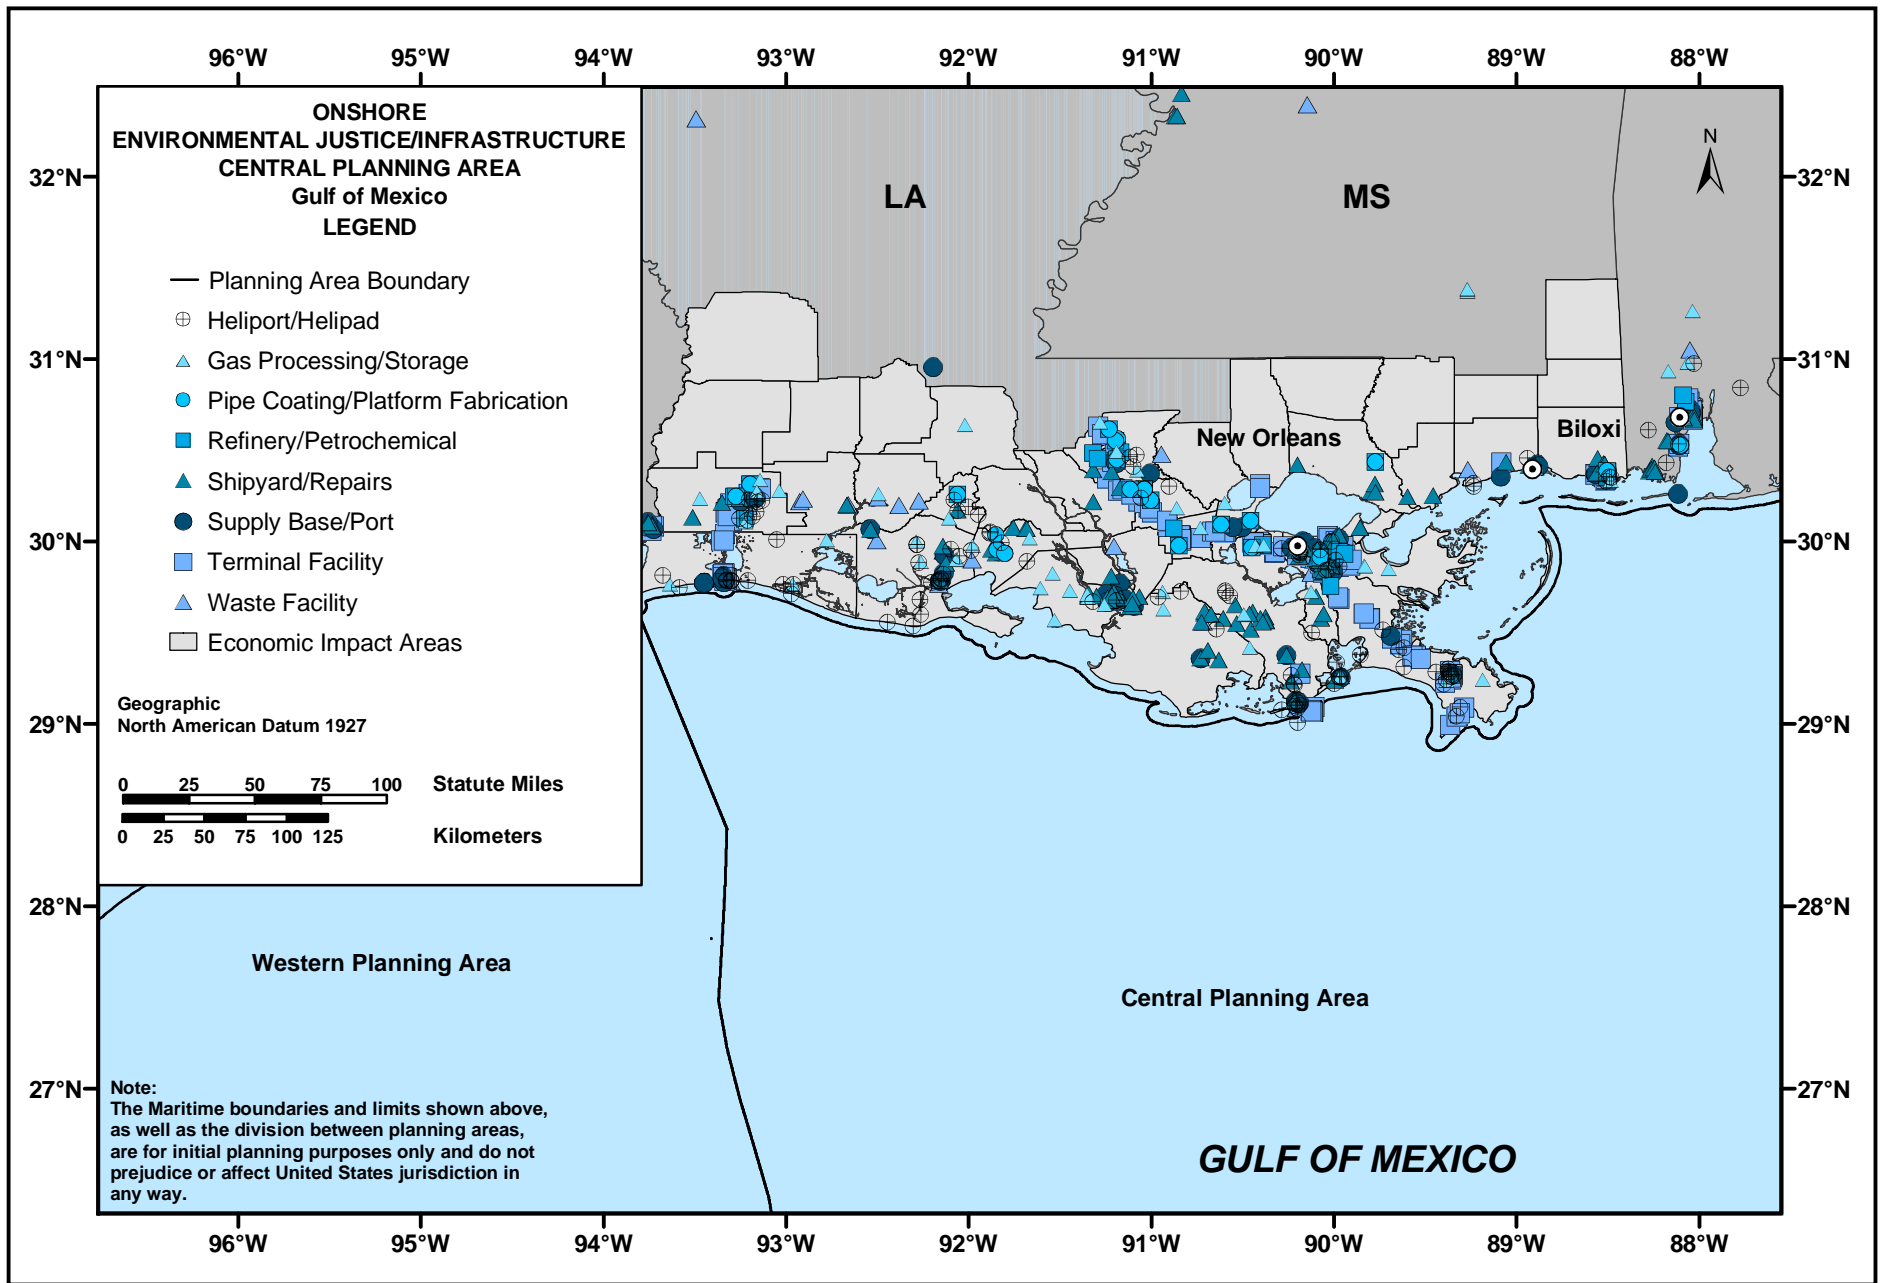 96°W 95°W 94°W 93°W 92°W 91°W 90°W 89°W 88°W
ONSHORE
ENVIRONMENTAL JUSTICE/INFRASTRUCTURE
CENTRAL PLANNING AREA
Gulf of Mexico
LEGEND
Planning Area Boundary
Heliport/Helipad
Gas Processing/Storage
Pipe Coating/Platform Fabrication
Refinery/Petrochemical
Shipyard/Repairs
Supply Base/Port
Terminal Facility
Waste Facility
Economic Impact Areas
Geographic
North American Datum 1927
0 25 50 75 100 Statute Miles
0 25 50 75 100 125 Kilometers
N
LA
MS
New Orleans
Biloxi
32°N 32°N
31°N 31°N
30°N 30°N
29°N 29°N
28°N 28°N
27°N 27°N
Western Planning Area
Central Planning Area
GULF OF MEXICO
Note:
The Maritime boundaries and limits shown above,
as well as the division between planning areas,
are for initial planning purposes only and do not
prejudice or affect United States jurisdiction in
any way.
96°W 95°W 94°W 93°W 92°W 91°W 90°W 89°W 88°W